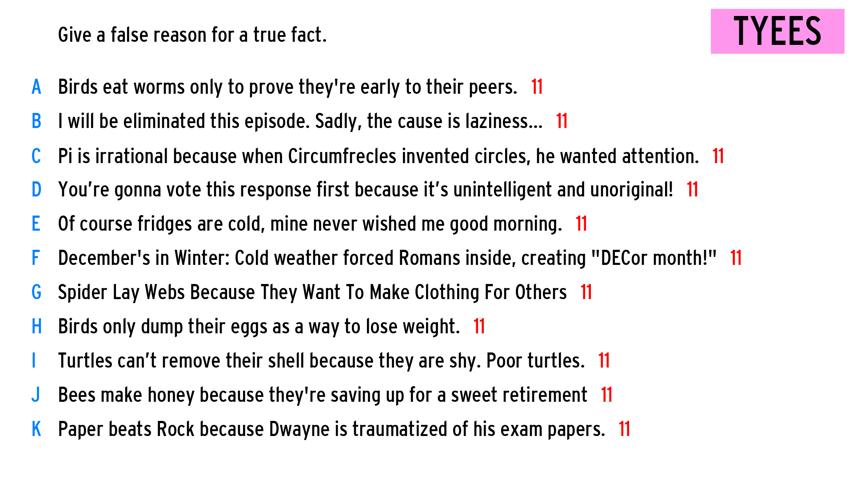 Give a false reason for a true fact.
TYEES
A Birds eat worms only to prove they're early to their peers. 11
B I will be eliminated this episode. Sadly, the cause is laziness... 11
C Pi is irrational because when Circumfrecles invented circles, he wanted attention. 11
D You’re gonna vote this response first because it’s unintelligent and unoriginal! 11
E Of course fridges are cold, mine never wished me good morning. 11
F December's in Winter: Cold weather forced Romans inside, creating "DECor month!" 11
G Spider Lay Webs Because They Want To Make Clothing For Others 11
H Birds only dump their eggs as a way to lose weight. 11
I Turtles can’t remove their shell because they are shy. Poor turtles. 11
J Bees make honey because they're saving up for a sweet retirement 11
K Paper beats Rock because Dwayne is traumatized of his exam papers. 11